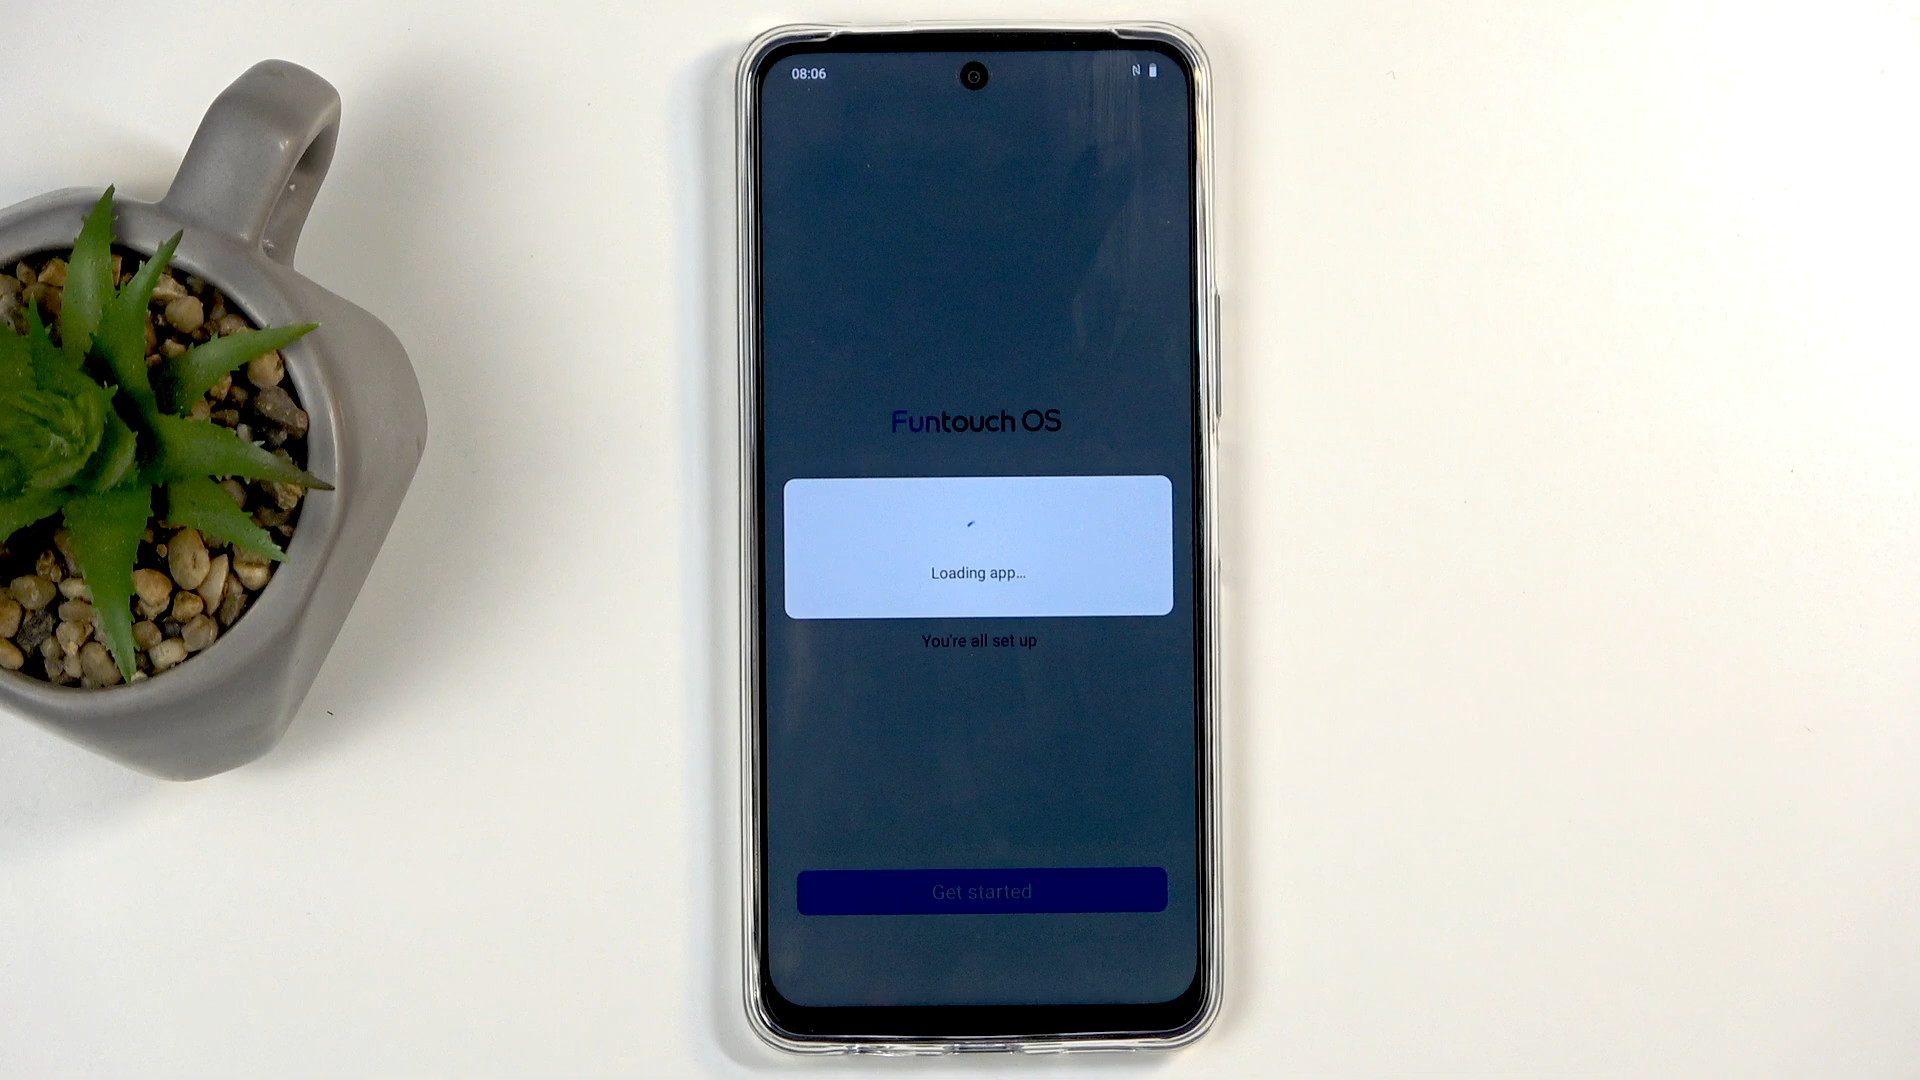 08:06
Funtouch OS
Loading app...
You're all set up
Get started